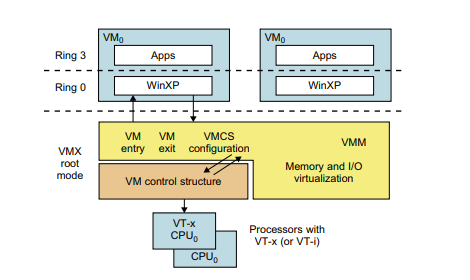 VM0
VM0
Ring 3
Apps
Apps
Ring 0
WinXP
WinXP
VMX
root
mode
VM
entry
VM
exit
VMCS
configuration
VMM
Memory and I/O
virtualization
VM control structure
VT-x
CPU0
CPU0
Processors with
VT-x (or VT-i)